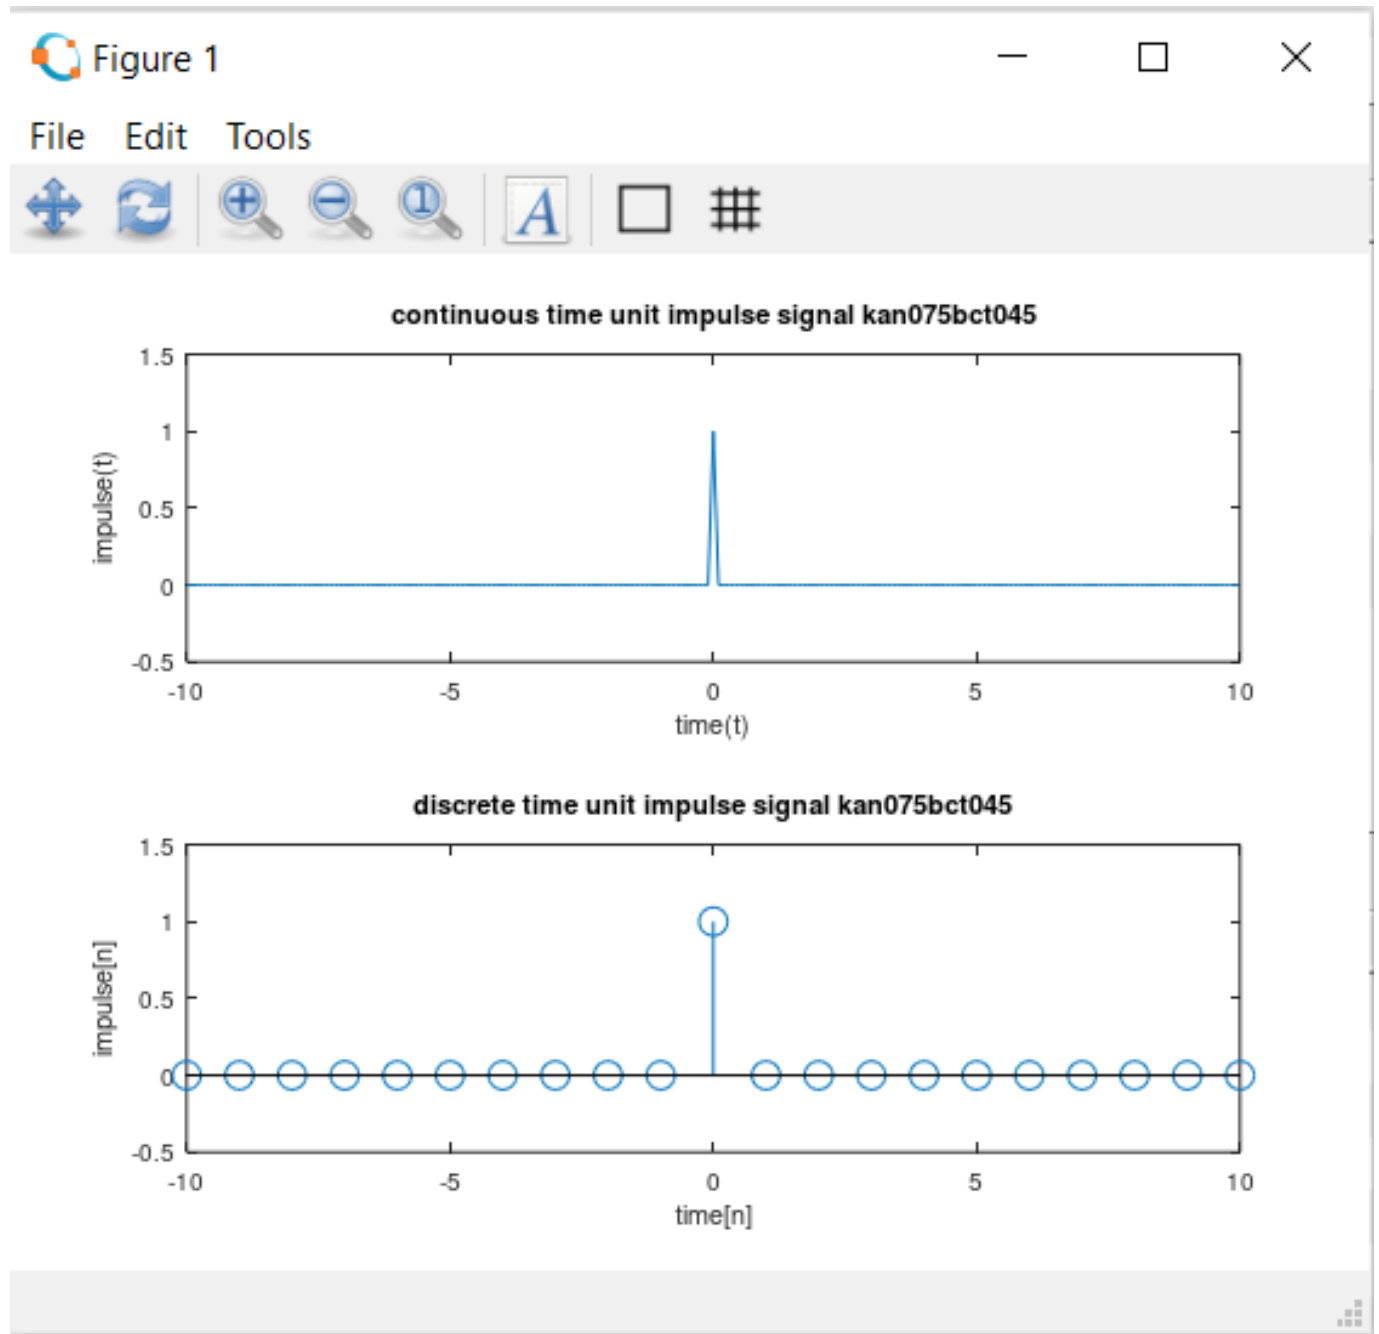 Figure 1
File Edit Tools
1
A
continuous time unit impulse signal kan075bct045
1.5
1
0.5
0
-0.5
impulse(t)
-10 -5 0 5 10
time(t)
discrete time unit impulse signal kan075bct045
1.5
1
0.5
0
-0.5
impulse[n]
-10 -5 0 5 10
time[n]